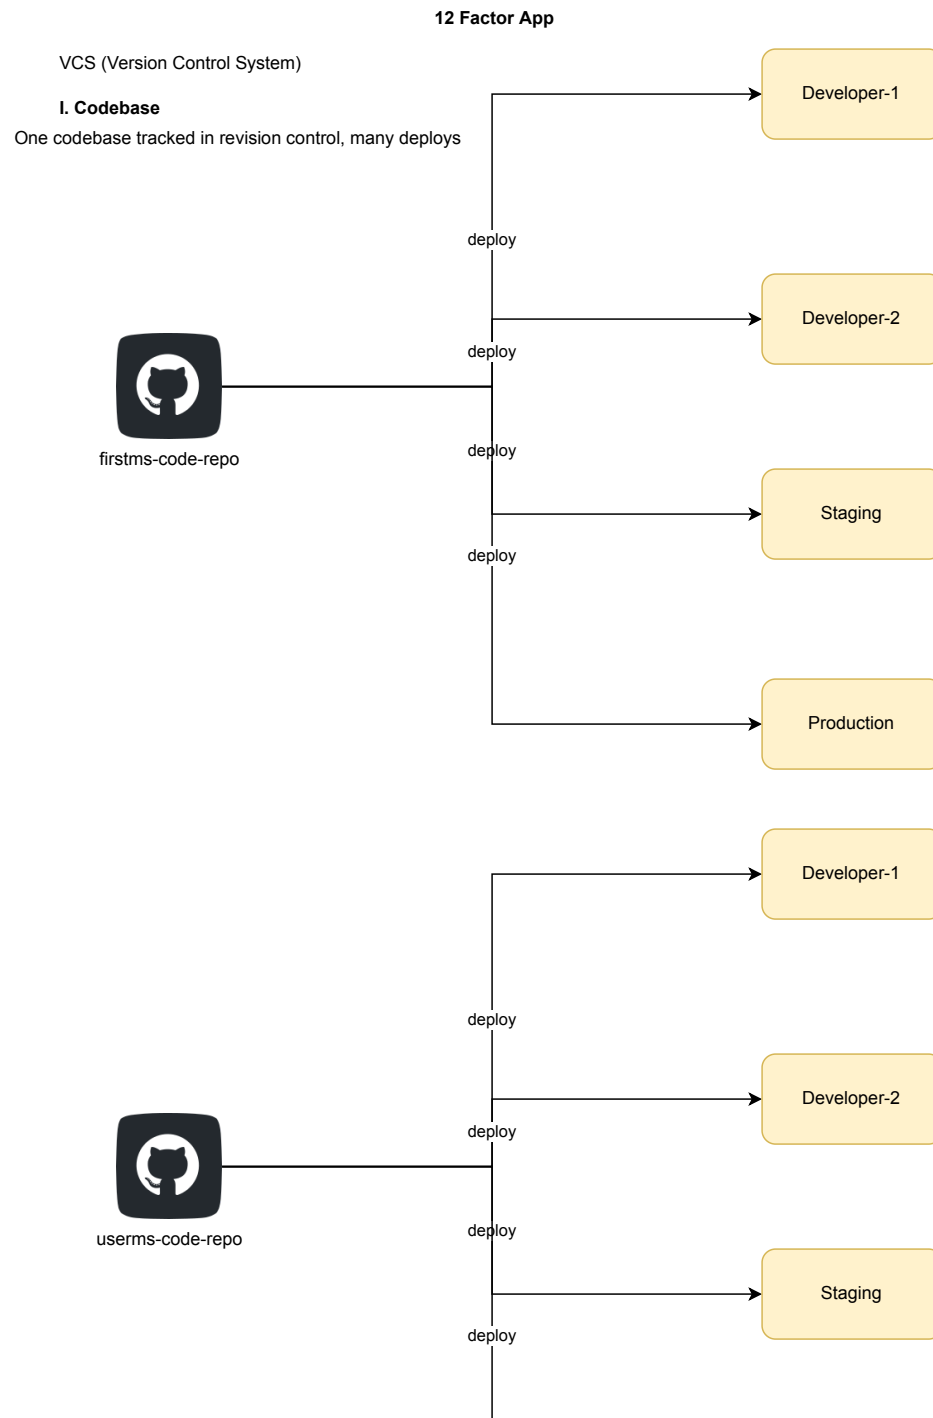 12 Factor App
VCS (Version Control System)
I. Codebase
One codebase tracked in revision control, many deploys
Developer-1
deploy
Developer-2
deploy
firstms-code-repo
deploy
Staging
deploy
Production
Developer-1
deploy
Developer-2
deploy
userms-code-repo
deploy
Staging
deploy